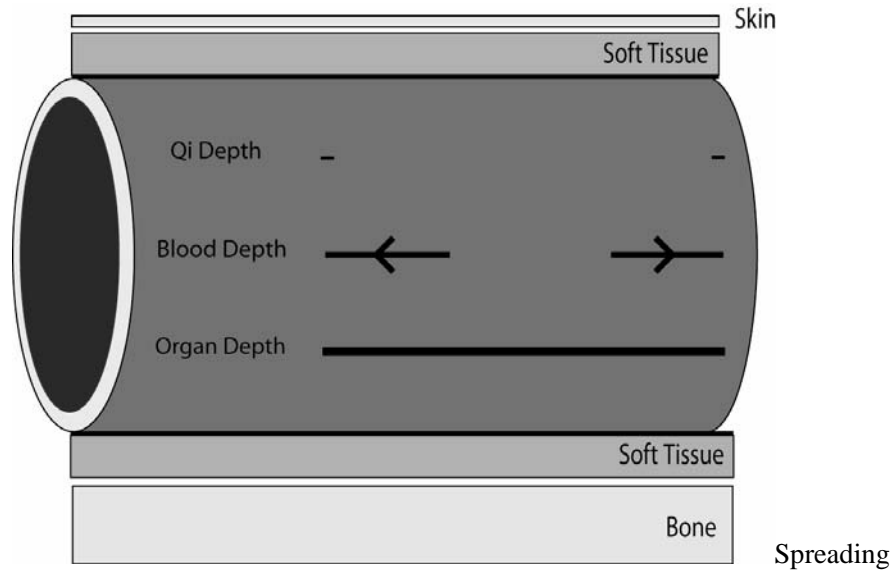 Skin
Soft Tissue
Qi Depth
Blood Depth
Organ Depth
Soft Tissue
Bone
Spreading